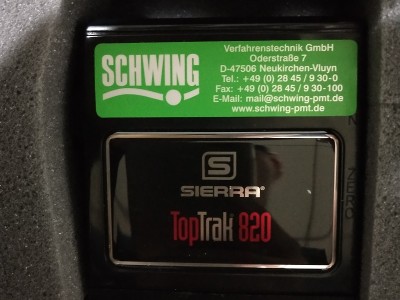 SCHWING
Verfahrenstechnik GmbH
Oderstraße 7
D-47506 Neukirchen-Vluyn
Tel.: +49 (0) 28 45 / 9 30-0
Fax: +49 (0) 28 45 / 9 30-100
E-Mail: mail@schwing-pmt.de
www.schwing-pmt.de
S
SIERRA®
TopTrak 820
ZERO